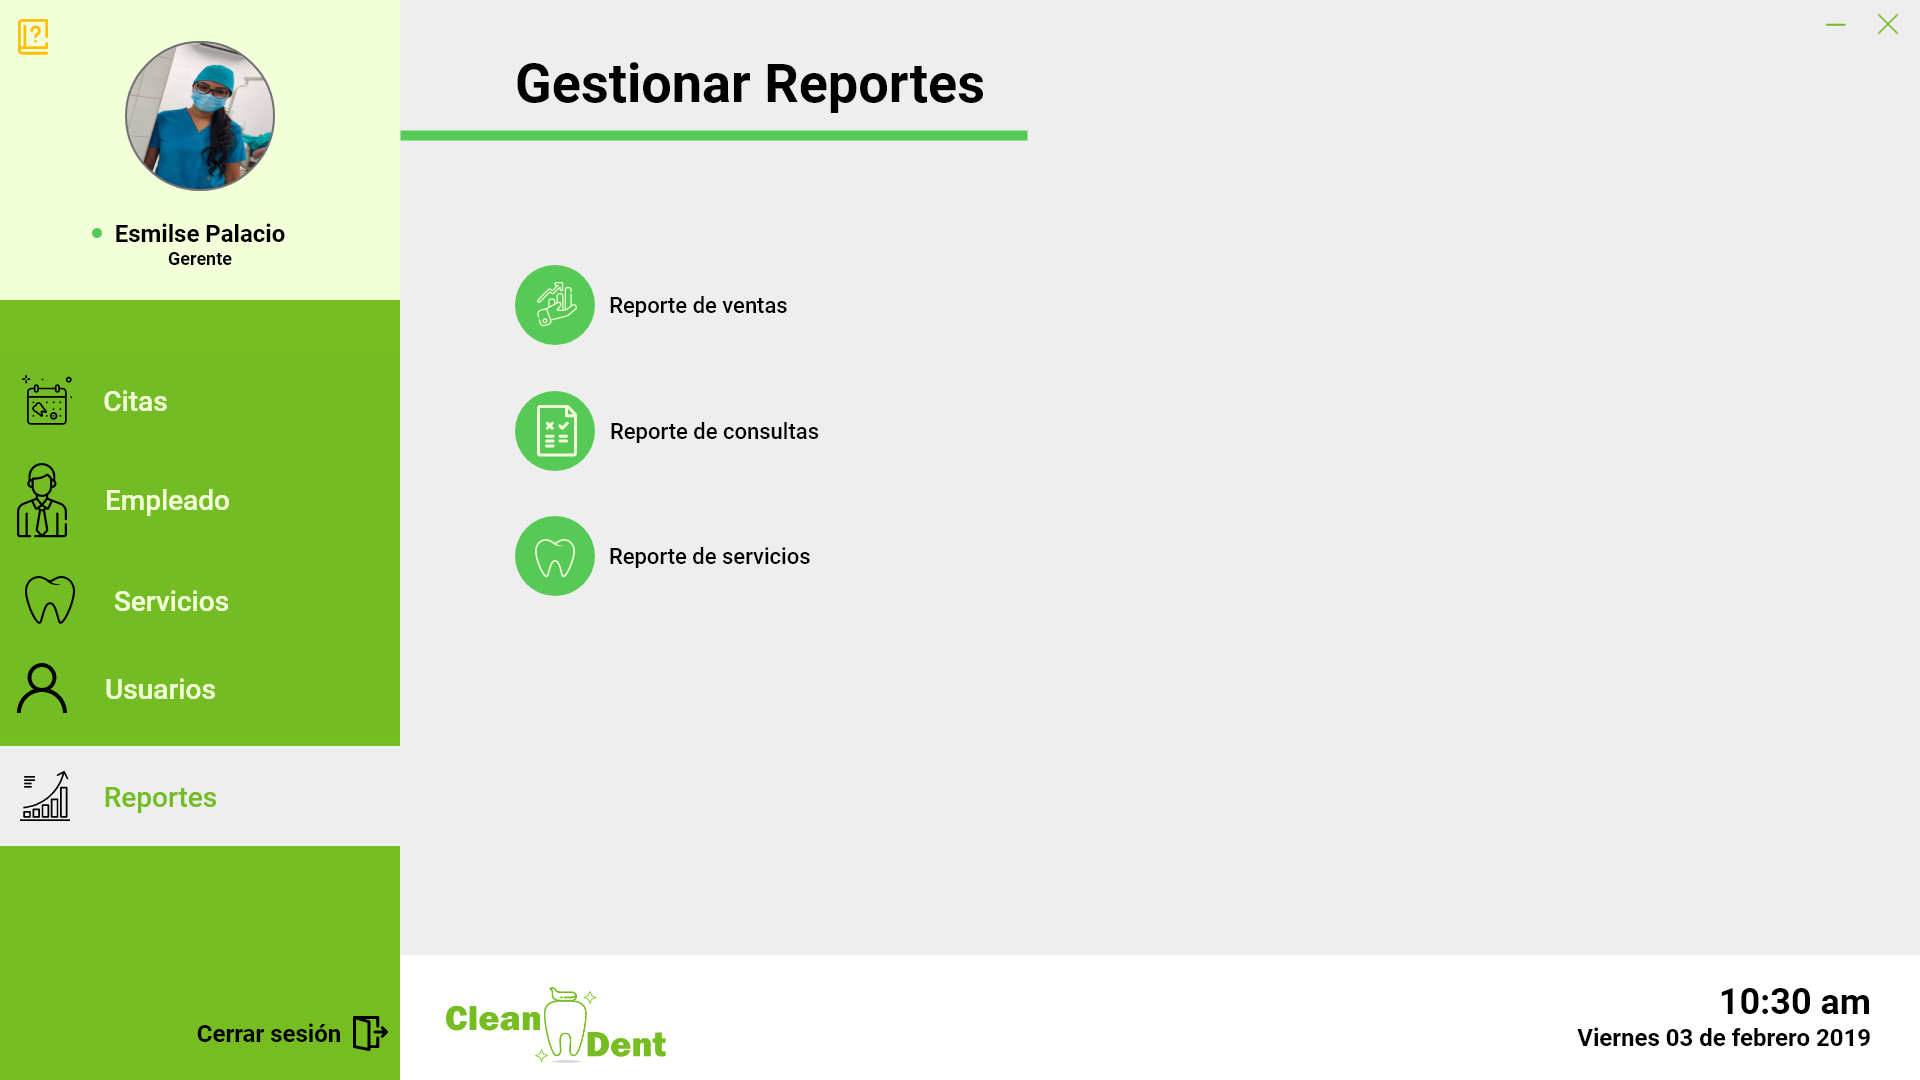 Esmilse Palacio
Gerente
Citas
Empleado
Servicios
Usuarios
Reportes
Cerrar sesión
Gestionar Reportes
Reporte de ventas
Reporte de consultas
Reporte de servicios
Clean
Dent
10:30 am
Viernes 03 de febrero 2019